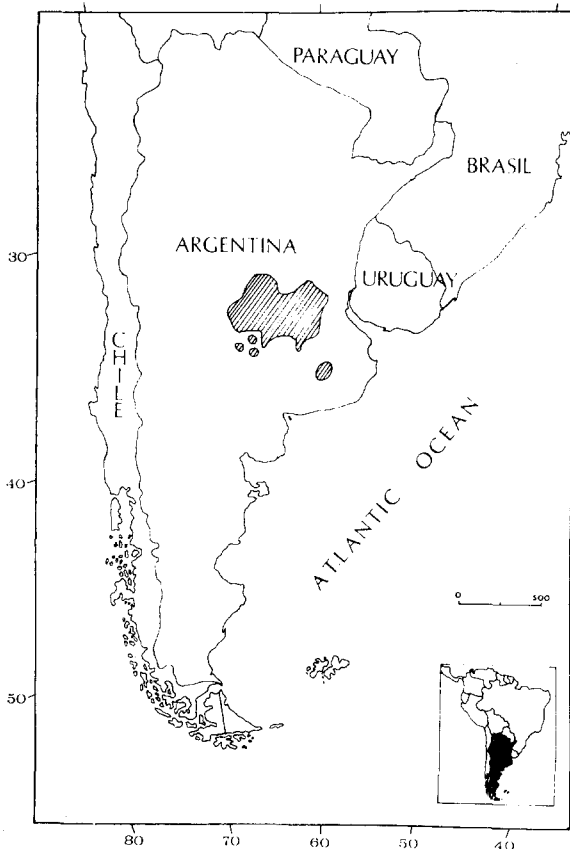 PARAGUAY
BRASIL
ARGENTINA
30
URUGUAY
CHILE
ATLANTIC OCEAN
40
0 500
50
80 70 60 50 40